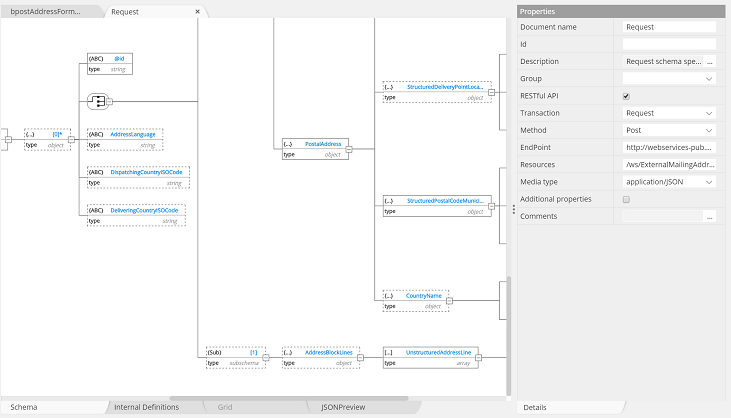 bpostAddressForm...
Request ×
{ABC} @id
type string
{...} [0]*
type object
{ABC} AddressLanguage
type string
{ABC} DispatchingCountryISOCode
type string
{ABC} DeliveringCountryISOCode
type string
{...} StructuredDeliveryPointLoca...
type object
{...} PostalAddress
type object
{...} StructuredPostalCodeMunici...
type object
{...} CountryName
type object
{Sub} [1]
type subschema
{...} AddressBlockLines
type object
[...] UnstructuredAddressLine
type array
Schema
Internal Definitions
Grid
JSONPreview
Properties
Document name Request
Id
Description Request schema spe... ...
Group
RESTful API
Transaction Request
Method Post
EndPoint http://webservices-pub....
Resources /ws/ExternalMailingAddr...
Media type application/JSON
Additional properties
Comments ...
Details